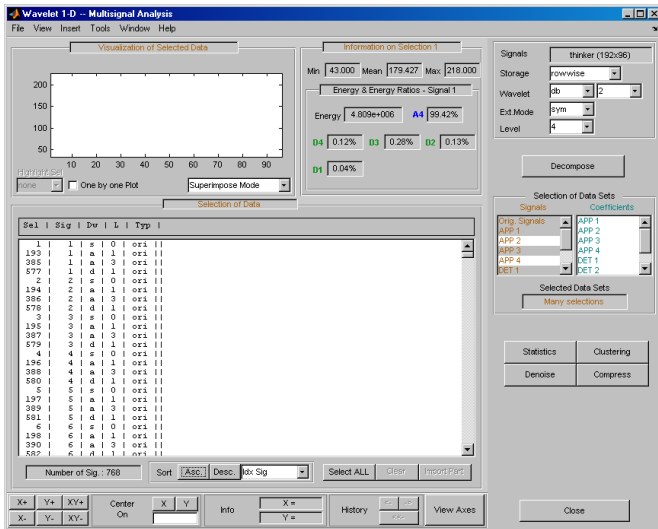 Wavelet 1-D -- Multisignal Analysis
File View Insert Tools Window Help
Visualization of Selected Data
200
150
100
50
10 20 30 40 50 60 70 80 90
Highlight Sel
none
One by one Plot
Superimpose Mode
Information on Selection 1
Min 43.000 Mean 179.427 Max 218.000
Energy & Energy Ratios - Signal 1
Energy 4.809e+006 A4 99.42%
D4 0.12% D3 0.28% D2 0.13%
D1 0.04%
Selection of Data
Sel | Sig | Dw | L | Typ ||
1 | 1 | s | 0 | ori ||
193 | 1 | a | 1 | ori ||
385 | 1 | a | 3 | ori ||
577 | 1 | d | 1 | ori ||
2 | 2 | s | 0 | ori ||
194 | 2 | a | 1 | ori ||
386 | 2 | a | 3 | ori ||
578 | 2 | d | 1 | ori ||
3 | 3 | s | 0 | ori ||
195 | 3 | a | 1 | ori ||
387 | 3 | a | 3 | ori ||
579 | 3 | d | 1 | ori ||
4 | 4 | s | 0 | ori ||
196 | 4 | a | 1 | ori ||
388 | 4 | a | 3 | ori ||
580 | 4 | d | 1 | ori ||
5 | 5 | s | 0 | ori ||
197 | 5 | a | 1 | ori ||
389 | 5 | a | 3 | ori ||
581 | 5 | d | 1 | ori ||
6 | 6 | s | 0 | ori ||
198 | 6 | a | 1 | ori ||
390 | 6 | a | 3 | ori ||
582 | 6 | d | 1 | ori ||
Number of Sig. : 768
Sort Asc. Desc. Idx Sig
Select ALL Clear Import Part.
Signals thinker (192x96)
Storage rowwise
Wavelet db 2
Ext.Mode sym
Level 4
Decompose
Selection of Data Sets
Signals
Orig. Signals
APP 1
APP 2
APP 3
APP 4
DET 1
Coefficients
APP 1
APP 2
APP 3
APP 4
DET 1
DET 2
Selected Data Sets
Many selections
Statistics Clustering
Denoise Compress
X+ Y+ XY+
X- Y- XY-
Center On X Y
Info X = Y =
History <- -> <<-
View Axes
Close